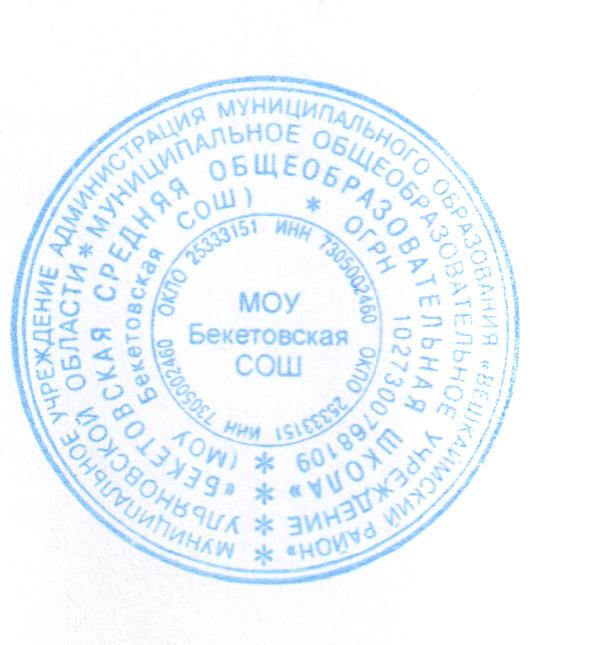 МУНИЦИПАЛЬНОЕ УЧРЕЖДЕНИЕ АДМИНИСТРАЦИЯ МУНИЦИПАЛЬНОГО ОБРАЗОВАНИЯ «ВЕШКАИМСКИЙ РАЙОН»
УЛЬЯНОВСКОЙ ОБЛАСТИ * МУНИЦИПАЛЬНОЕ ОБЩЕОБРАЗОВАТЕЛЬНОЕ УЧРЕЖДЕНИЕ *
«БЕКЕТОВСКАЯ СРЕДНЯЯ ОБЩЕОБРАЗОВАТЕЛЬНАЯ ШКОЛА» *
(МОУ Бекетовская СОШ) * ОГРН 1027300768109 *
ИНН 7305002460 ОКПО 25333151 ИНН 7305002460 ОКПО 25333151
МОУ
Бекетовская
СОШ